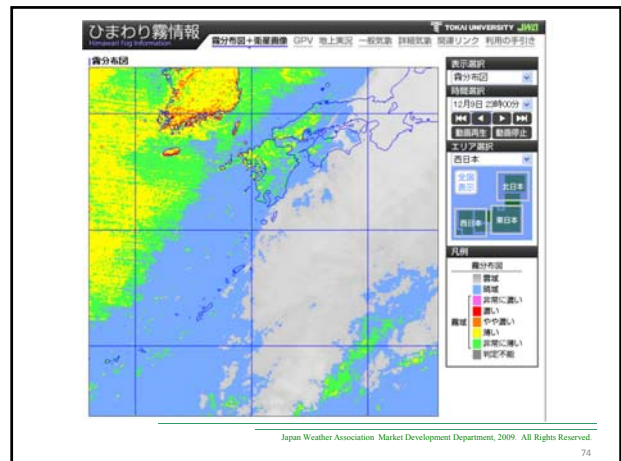 ひまわり霧情報
Himawari Fog Information
TOKAI UNIVERSITY JWA
霧分布図+衛星画像 GPV 地上実況 一般気象 詳細気象 関連リンク 利用の手引き
霧分布図
表示選択
霧分布図
時間選択
12月9日 23時00分
動画再生 動画停止
エリア選択
西日本
全国
表示
北日本
西日本
東日本
凡例
霧分布図
雲域
晴域
霧域
非常に濃い
濃い
やや濃い
薄い
非常に薄い
判定不能
Japan Weather Association Market Development Department, 2009. All Rights Reserved.
74